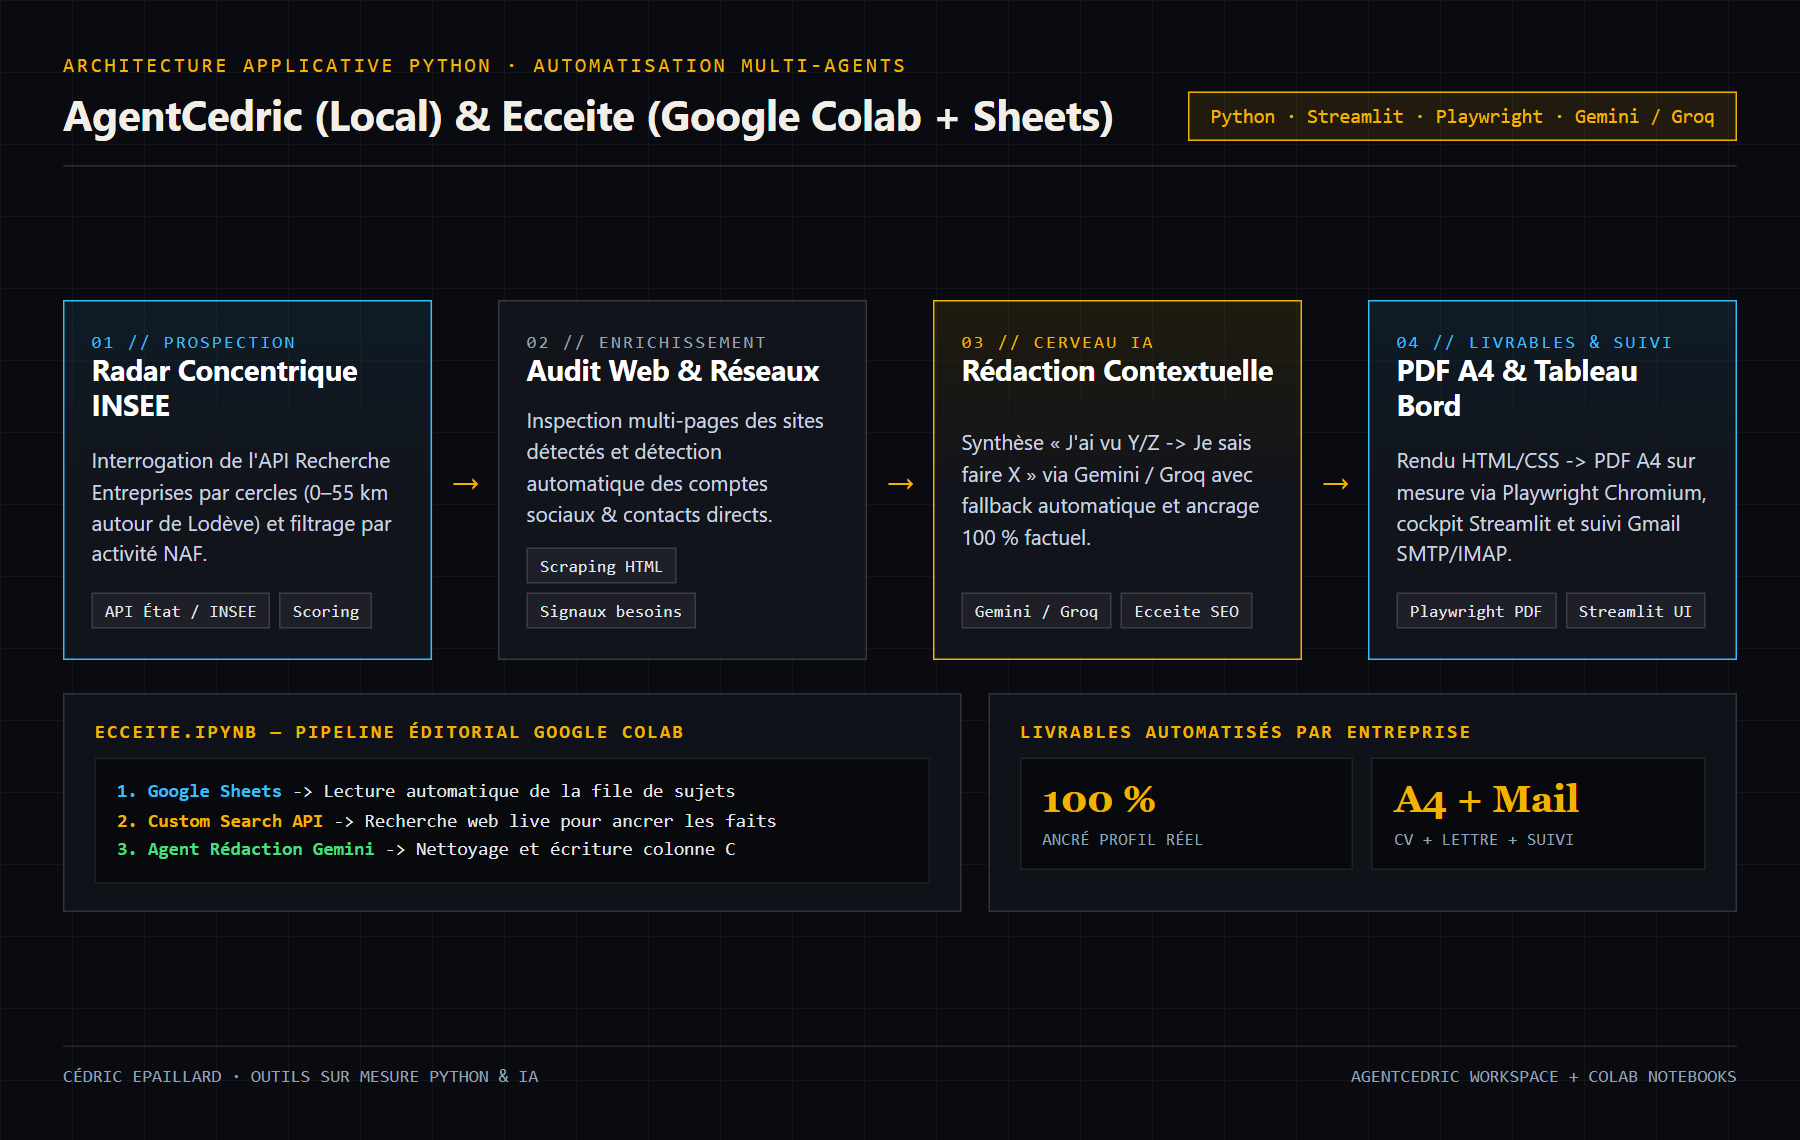 ARCHITECTURE APPLICATIVE PYTHON · AUTOMATISATION MULTI-AGENTS
AgentCedric (Local) & Ecceite (Google Colab + Sheets)
Python · Streamlit · Playwright · Gemini / Groq
01 // PROSPECTION
Radar Concentrique
INSEE
Interrogation de l'API Recherche
Entreprises par cercles (0–55 km
autour de Lodève) et filtrage par
activité NAF.
API État / INSEE
Scoring
→
02 // ENRICHISSEMENT
Audit Web & Réseaux
Inspection multi-pages des sites
détectés et détection
automatique des comptes
sociaux & contacts directs.
Scraping HTML
Signaux besoins
→
03 // CERVEAU IA
Rédaction Contextuelle
Synthèse « J'ai vu Y/Z -> Je sais
faire X » via Gemini / Groq avec
fallback automatique et ancrage
100 % factuel.
Gemini / Groq
Ecceite SEO
→
04 // LIVRABLES & SUIVI
PDF A4 & Tableau
Bord
Rendu HTML/CSS -> PDF A4 sur
mesure via Playwright Chromium,
cockpit Streamlit et suivi Gmail
SMTP/IMAP.
Playwright PDF
Streamlit UI
ECCEITE.IPYNB — PIPELINE ÉDITORIAL GOOGLE COLAB
1. Google Sheets -> Lecture automatique de la file de sujets
2. Custom Search API -> Recherche web live pour ancrer les faits
3. Agent Rédaction Gemini -> Nettoyage et écriture colonne C
LIVRABLES AUTOMATISÉS PAR ENTREPRISE
100 %
ANCRÉ PROFIL RÉEL
A4 + Mail
CV + LETTRE + SUIVI
CÉDRIC EPAILLARD · OUTILS SUR MESURE PYTHON & IA
AGENTCEDRIC WORKSPACE + COLAB NOTEBOOKS